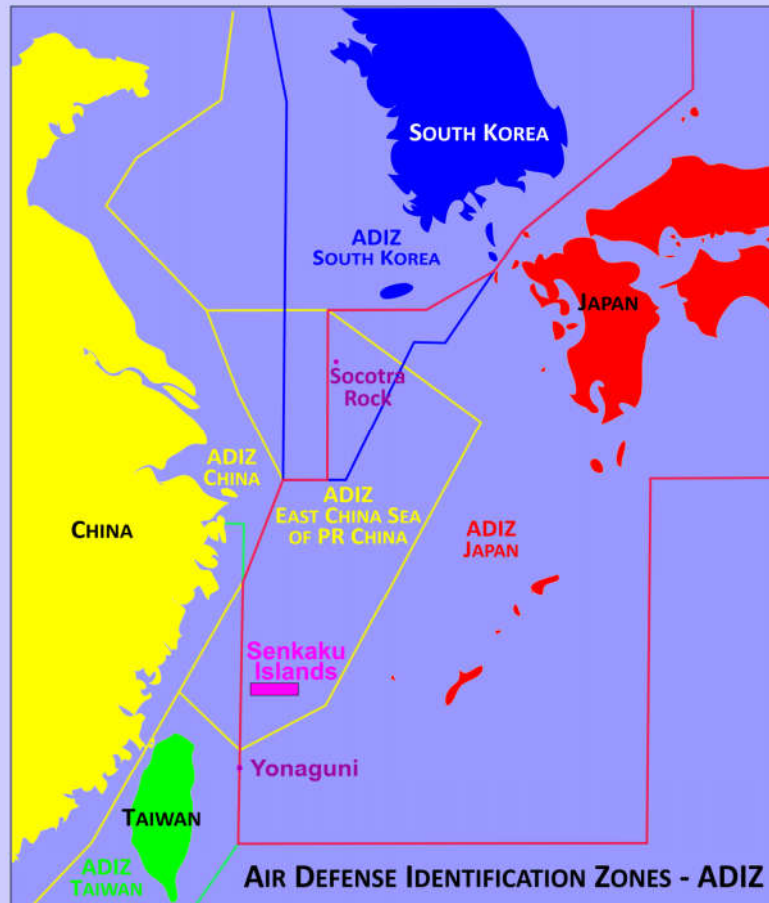 SOUTH KOREA
ADIZ
SOUTH KOREA
JAPAN
Socotra
Rock
ADIZ
CHINA
ADIZ
EAST CHINA SEA
OF PR CHINA
CHINA
ADIZ
JAPAN
Senkaku
Islands
Yonaguni
TAIWAN
ADIZ
TAIWAN
AIR DEFENSE IDENTIFICATION ZONES - ADIZ